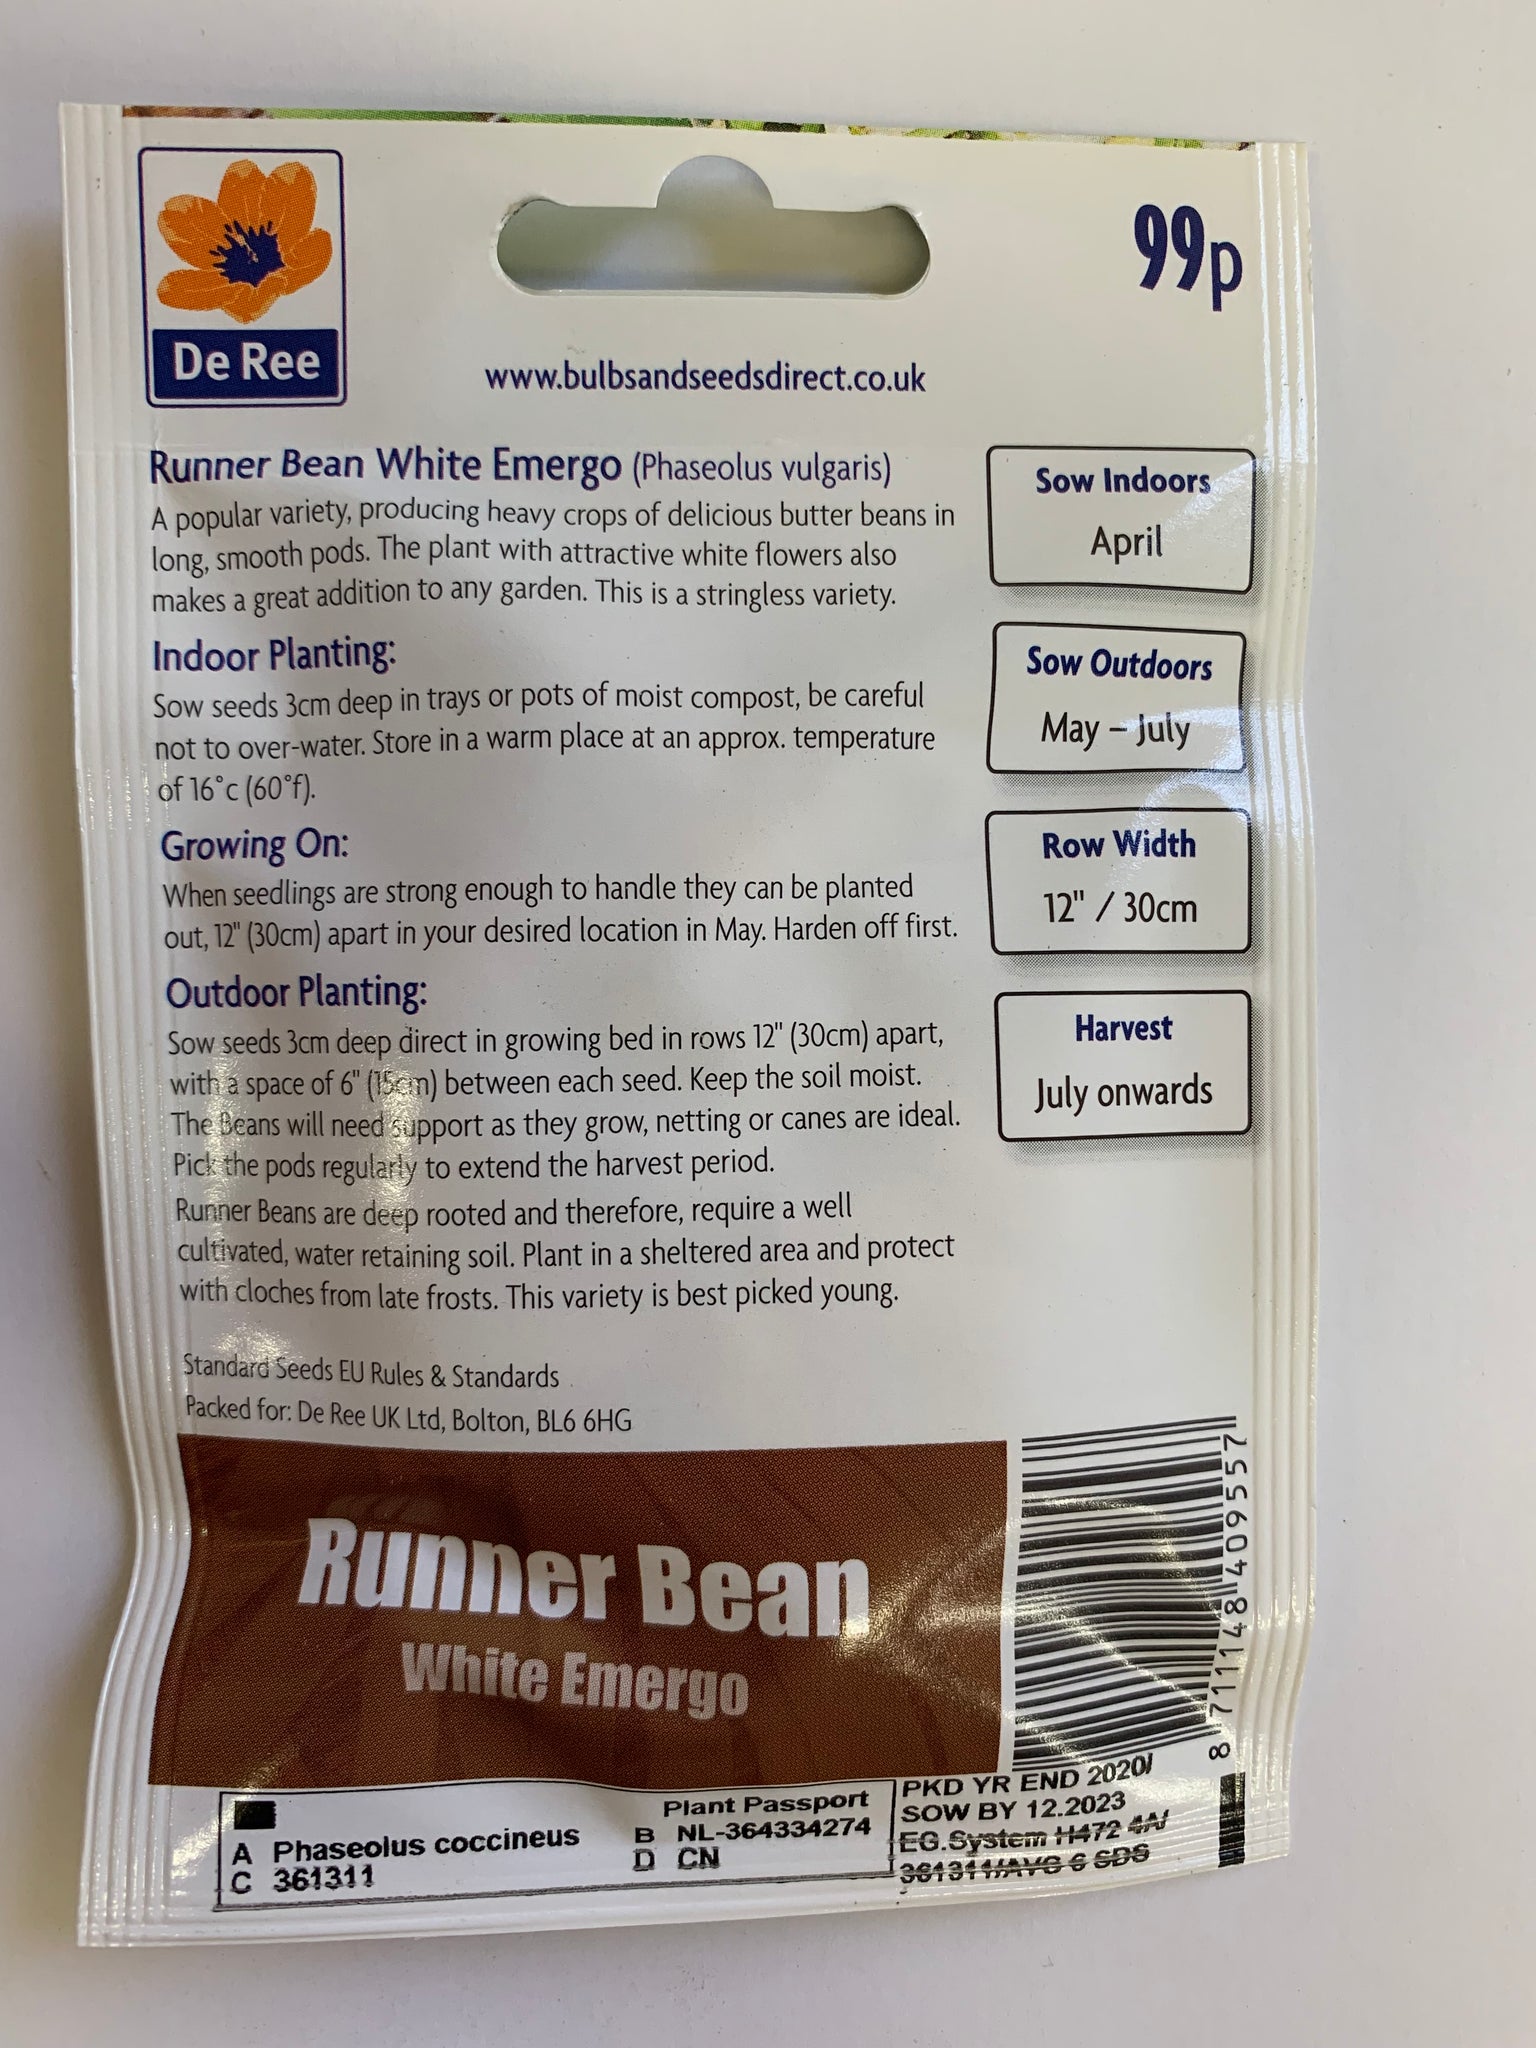 De Ree
99p
www.bulbsandseedsdirect.co.uk
Runner Bean White Emergo (Phaseolus vulgaris)
A popular variety, producing heavy crops of delicious butter beans in
long, smooth pods. The plant with attractive white flowers also
makes a great addition to any garden. This is a stringless variety.
Indoor Planting:
Sow seeds 3cm deep in trays or pots of moist compost, be careful
not to over-water. Store in a warm place at an approx. temperature
of 16°c (60°f).
Growing On:
When seedlings are strong enough to handle they can be planted
out, 12" (30cm) apart in your desired location in May. Harden off first.
Outdoor Planting:
Sow seeds 3cm deep direct in growing bed in rows 12" (30cm) apart,
with a space of 6" (15cm) between each seed. Keep the soil moist.
The Beans will need support as they grow, netting or canes are ideal.
Pick the pods regularly to extend the harvest period.
Runner Beans are deep rooted and therefore, require a well
cultivated, water retaining soil. Plant in a sheltered area and protect
with cloches from late frosts. This variety is best picked young.
Sow Indoors
April
Sow Outdoors
May – July
Row Width
12" / 30cm
Harvest
July onwards
Standard Seeds EU Rules & Standards
Packed for: De Ree UK Ltd, Bolton, BL6 6HG
Runner Bean
White Emergo
8 711148 409557
Plant Passport
A Phaseolus coccineus B NL-364334274
C 361311 D CN
PKD YR END 2020/
SOW BY 12.2023
EG.System H472
361311/AVG 6 SDS